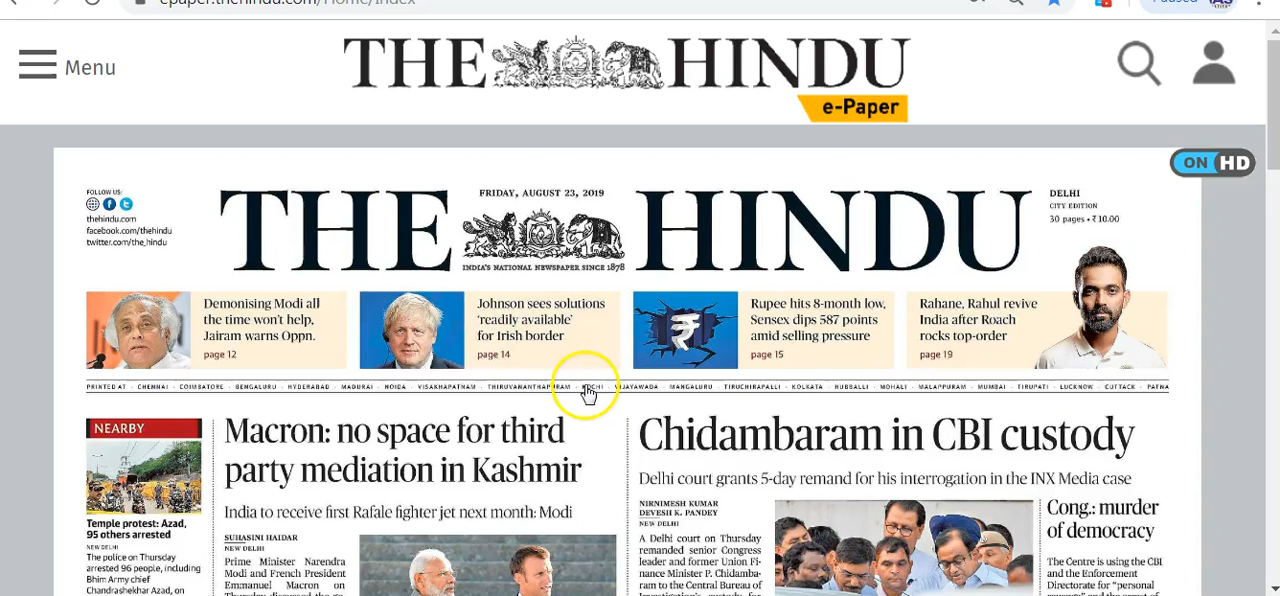 epaper.thehindu.com/Home/Index
Paused
Menu
THE HINDU
e-Paper
ON HD
FOLLOW US:
thehindu.com
facebook.com/thehindu
twitter.com/the_hindu
THE HINDU
FRIDAY, AUGUST 23, 2019
INDIA'S NATIONAL NEWSPAPER SINCE 1878
DELHI
CITY EDITION
30 pages • ₹10.00
Demonising Modi all
the time won't help,
Jairam warns Oppn.
page 12
Johnson sees solutions
'readily available'
for Irish border
page 14
Rupee hits 8-month low,
Sensex dips 587 points
amid selling pressure
page 15
Rahane, Rahul revive
India after Roach
rocks top-order
page 19
PRINTED AT · CHENNAI · COIMBATORE · BENGALURU · HYDERABAD · MADURAI · NOIDA · VISAKHAPATNAM · THIRUVANANTHAPURAM · KOCHI · VIJAYAWADA · MANGALURU · TIRUCHIRAPALLI · KOLKATA · HUBBALLI · MOHALI · MALAPPURAM · MUMBAI · TIRUPATI · LUCKNOW · CUTTACK · PATNA
NEARBY
Temple protest: Azad,
95 others arrested
NEW DELHI
The police on Thursday
arrested 96 people, including
Bhim Army chief
Chandrashekhar Azad, on
Macron: no space for third
party mediation in Kashmir
India to receive first Rafale fighter jet next month: Modi
SUHASINI HAIDAR
NEW DELHI
Prime Minister Narendra
Modi and French President
Emmanuel Macron on
Chidambaram in CBI custody
Delhi court grants 5-day remand for his interrogation in the INX Media case
NIRNIMESH KUMAR
DEVESH K. PANDEY
NEW DELHI
A Delhi court on Thursday
remanded senior Congress
leader and former Union Fi-
nance Minister P. Chidamba-
ram to the Central Bureau of
Cong.: murder
of democracy
The Centre is using the CBI
and the Enforcement
Directorate for "personal